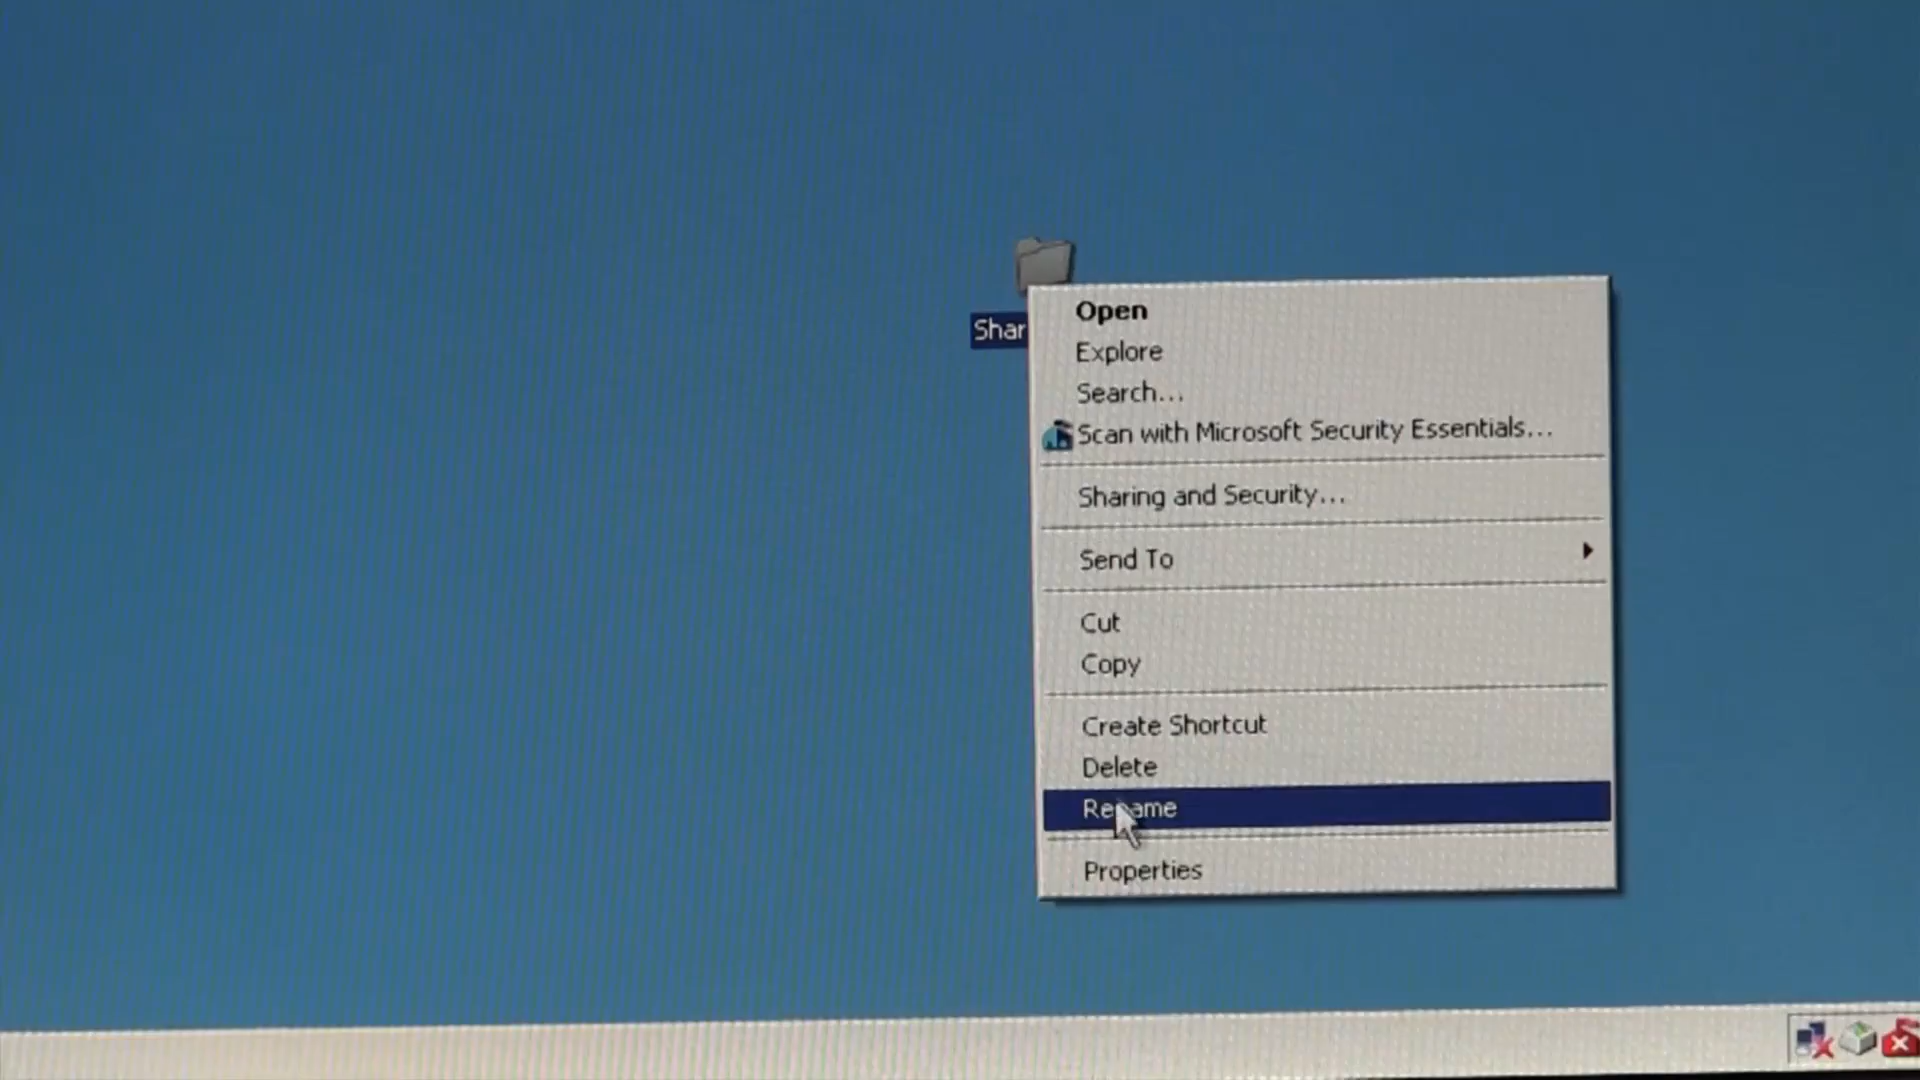 Open
Shar
Explore
Search...
Scan with Microsoft Security Essentials...
Sharing and Security...
Send To
Cut
Copy
Create Shortcut
Delete
Rename
Properties